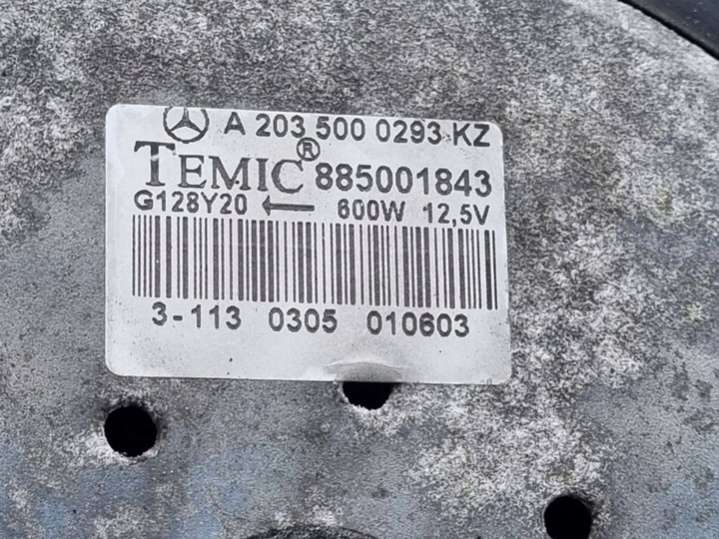 A 203 500 0293 KZ
TEMIC® 885001843
G128Y20 ← 600W 12,5V
3-113 0305 010603